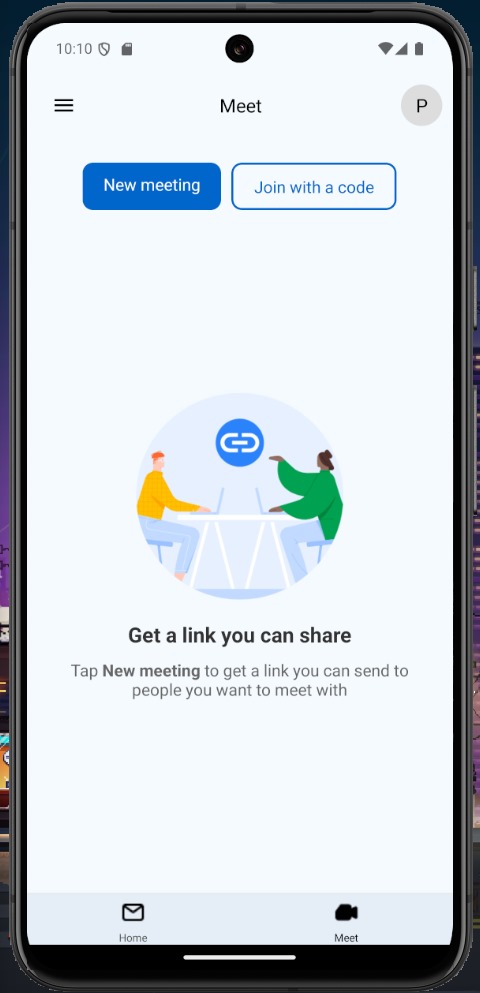 10:10
Meet
P
New meeting
Join with a code
Get a link you can share
Tap New meeting to get a link you can send to
people you want to meet with
Home
Meet